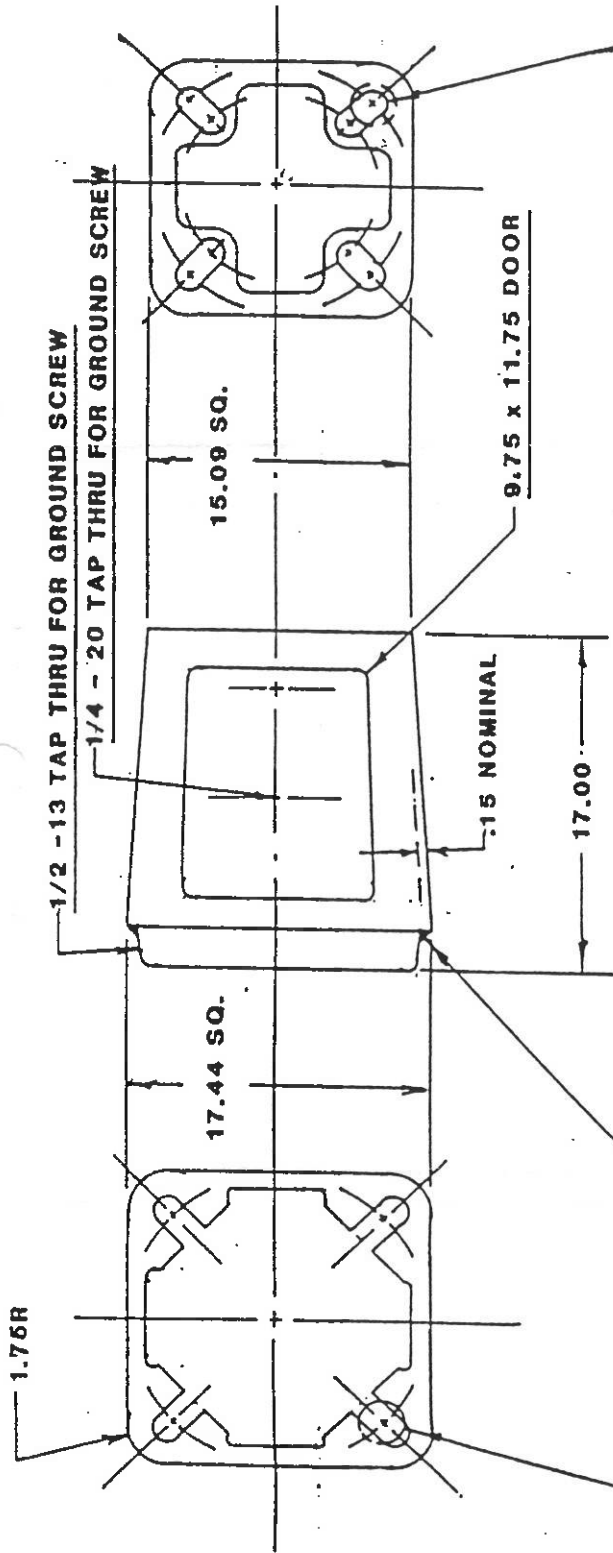 1/2 -13 TAP THRU FOR GROUND SCREW
1/4 - 20 TAP THRU FOR GROUND SCREW
1.75R
17.44 SQ.
15.09 SQ.
9.75 x 11.75 DOOR
.15 NOMINAL
17.00